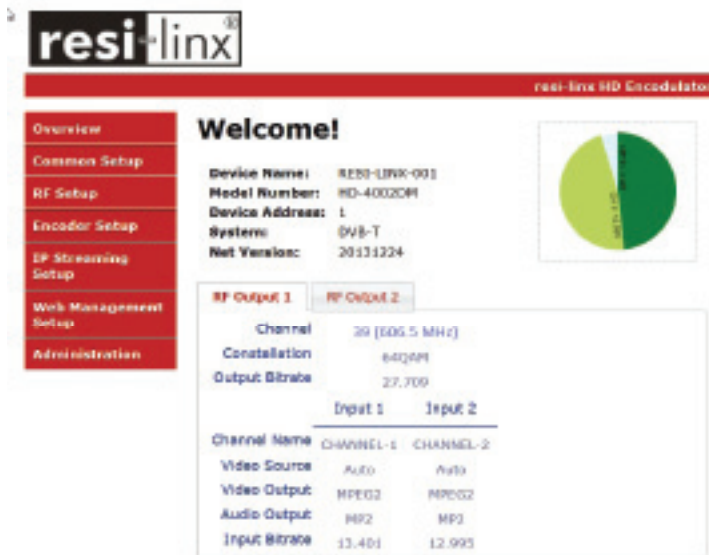 resi-linx®
resi-linx HD Encodulator
Overview
Common Setup
RF Setup
Encoder Setup
IP Streaming
Setup
Web Management
Setup
Administration
Welcome!
Device Name: RESI-LINX-001
Model Number: HD-4002DM
Device Address: 1
System: DVB-T
Net Version: 20131224
RF Output 1 RF Output 2
Channel 39 (606.5 MHz)
Constellation 64QAM
Output Bitrate 27.709
Input 1 Input 2
Channel Name CHANNEL-1 CHANNEL-2
Video Source Auto Auto
Video Output MPEG2 MPEG2
Audio Output MP2 MP2
Input Bitrate 13.401 12.995